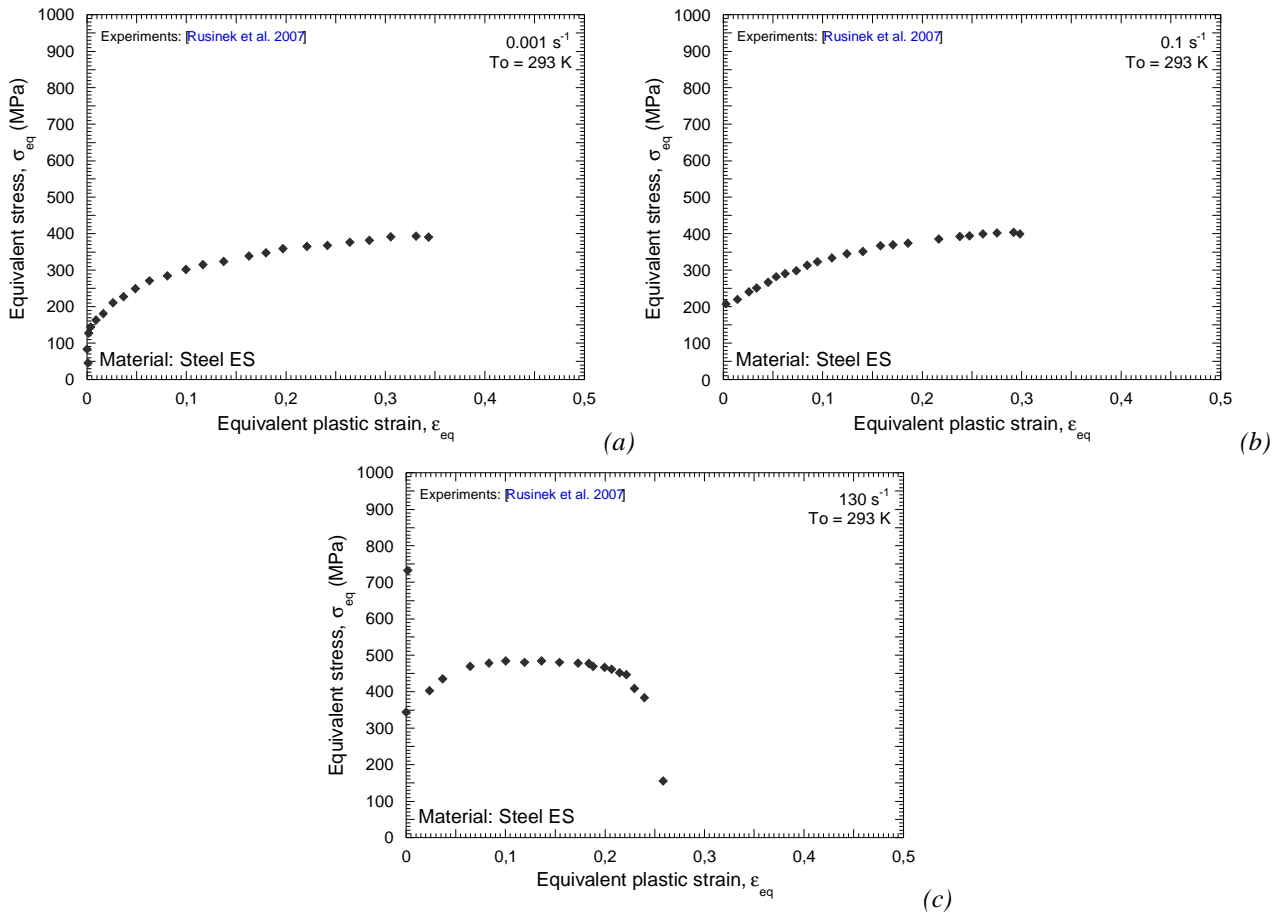 1000
900
800
700
600
500
400
300
200
100
0
Equivalent stress, σeq (MPa)
Experiments: [Rusinek et al. 2007]
0.001 s-1
To = 293 K
Material: Steel ES
0 0,1 0,2 0,3 0,4 0,5
Equivalent plastic strain, εeq
(a)
1000
900
800
700
600
500
400
300
200
100
0
Equivalent stress, σeq (MPa)
Experiments: [Rusinek et al. 2007]
0.1 s-1
To = 293 K
Material: Steel ES
0 0,1 0,2 0,3 0,4 0,5
Equivalent plastic strain, εeq
(b)
1000
900
800
700
600
500
400
300
200
100
0
Equivalent stress, σeq (MPa)
Experiments: [Rusinek et al. 2007]
130 s-1
To = 293 K
Material: Steel ES
0 0,1 0,2 0,3 0,4 0,5
Equivalent plastic strain, εeq
(c)